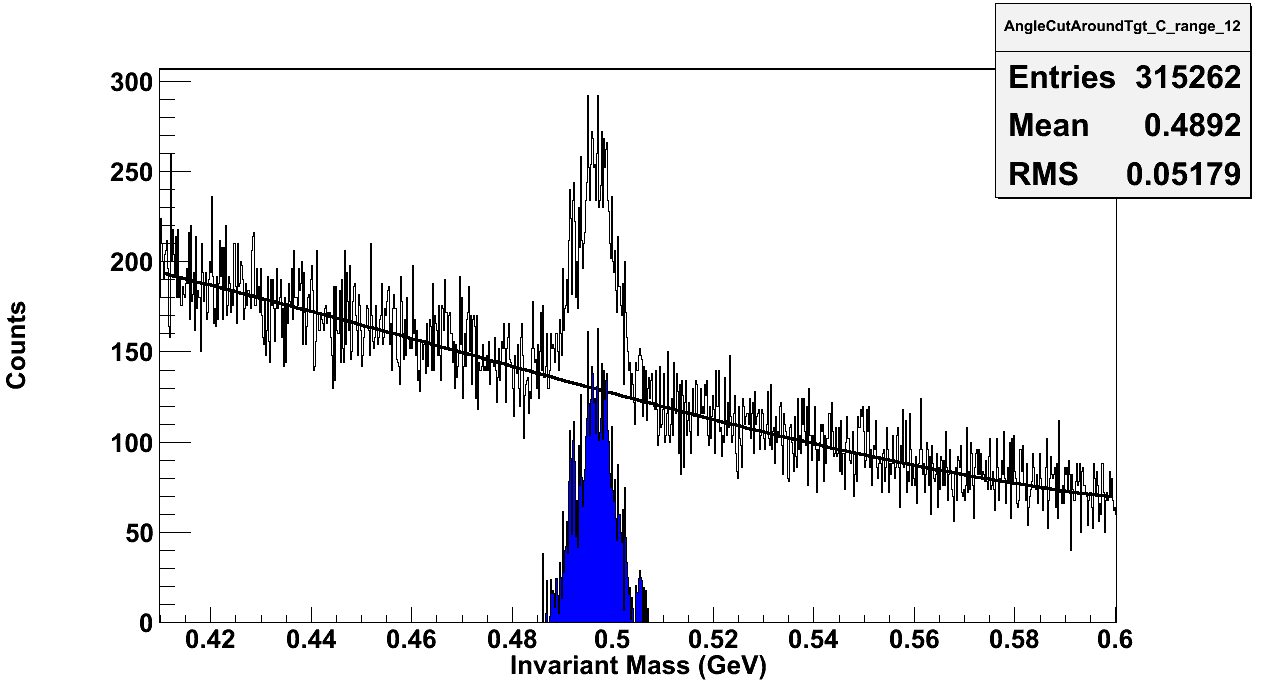 AngleCutAroundTgt_C_range_12
Entries 315262
Mean 0.4892
RMS 0.05179
300
250
200
150
100
50
0
Counts
0.42 0.44 0.46 0.48 0.5 0.52 0.54 0.56 0.58 0.6
Invariant Mass (GeV)